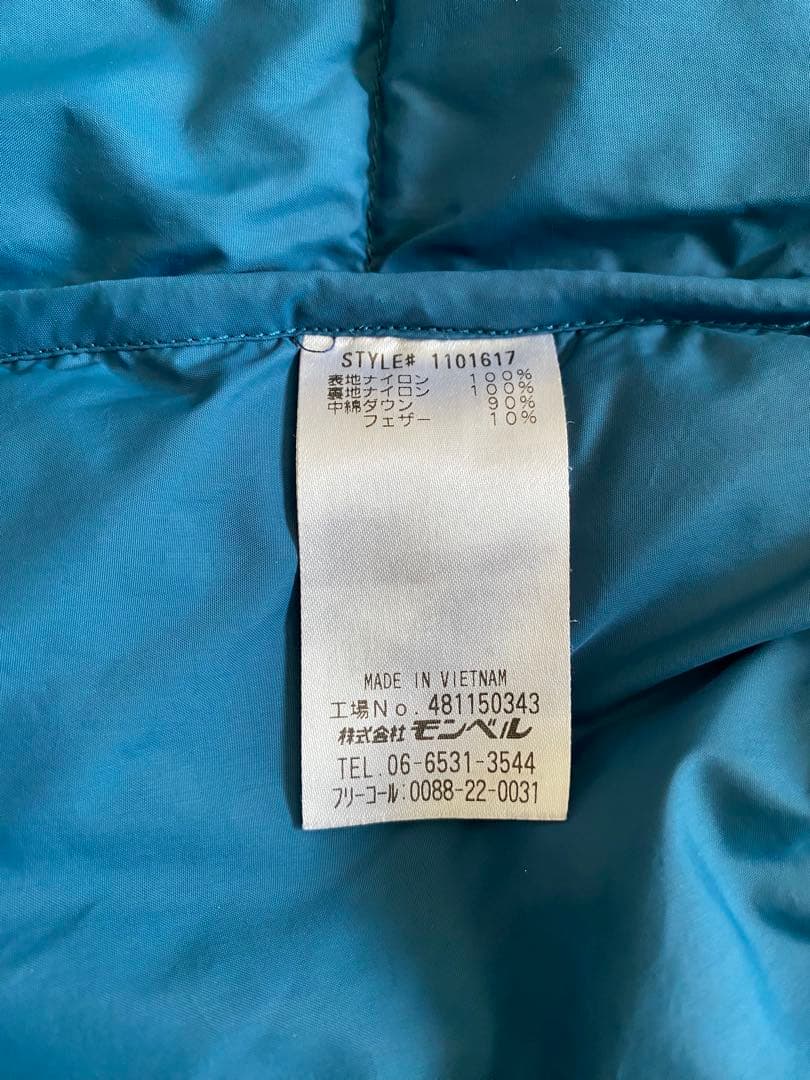 STYLE# 1101617
表地ナイロン 100%
裏地ナイロン 100%
中綿ダウン 90%
フェザー 10%
MADE IN VIETNAM
工場No. 481150343
株式会社モンベル
TEL. 06-6531-3544
フリーコール:0088-22-0031